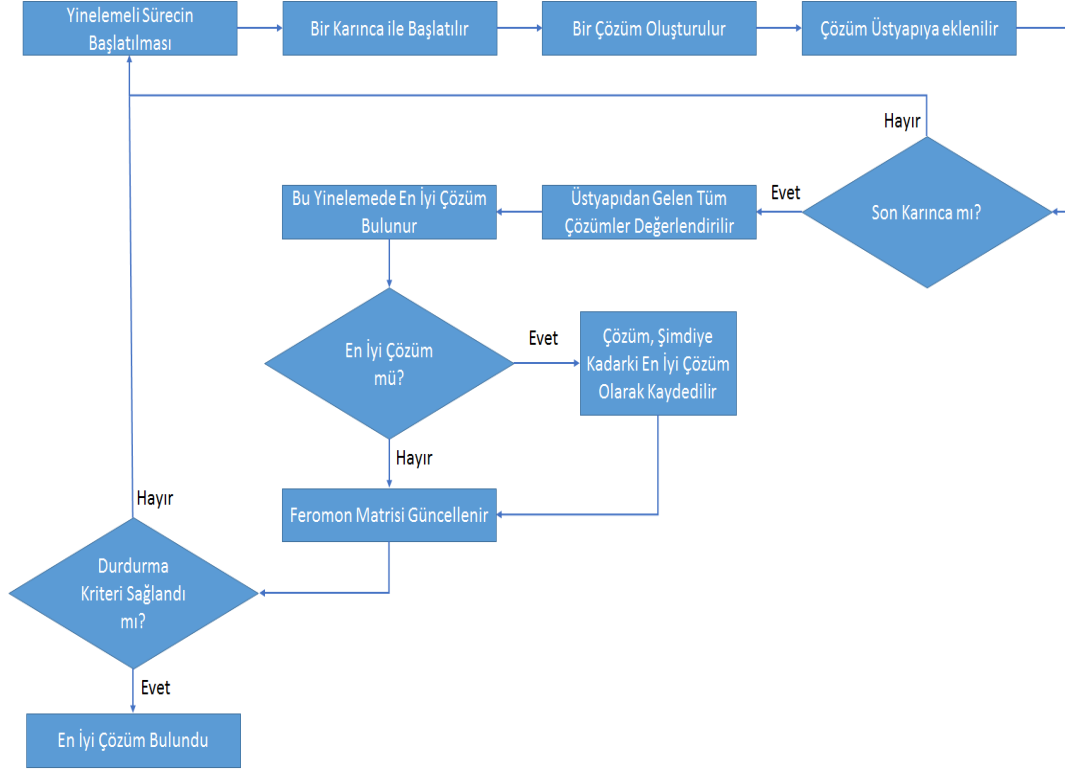 Yinelemeli Sürecin
Başlatılması
Bir Karınca ile Başlatılır
Bir Çözüm Oluşturulur
Çözüm Üstyapıya eklenilir
Hayır
Son Karınca mı?
Evet
Üstyapıdan Gelen Tüm
Çözümler Değerlendirilir
Bu Yinelemede En İyi Çözüm
Bulunur
En İyi Çözüm
mü?
Evet
Çözüm, Şimdiye
Kadarki En İyi Çözüm
Olarak Kaydedilir
Hayır
Feromon Matrisi Güncellenir
Hayır
Durdurma
Kriteri Sağlandı
mı?
Evet
En İyi Çözüm Bulundu